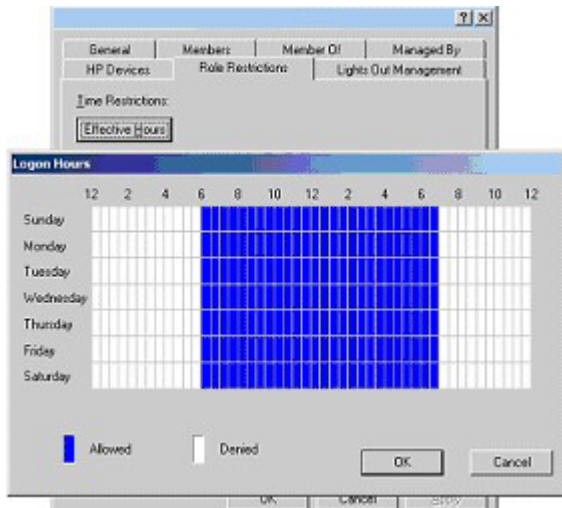 General Members Member Of Managed By
HP Devices Role Restrictions Lights Out Management
Time Restrictions:
Effective Hours
Logon Hours
12 2 4 6 8 10 12 2 4 6 8 10 12
Sunday
Monday
Tuesday
Wednesday
Thursday
Friday
Saturday
Allowed Denied
OK Cancel
OK Cancel Apply